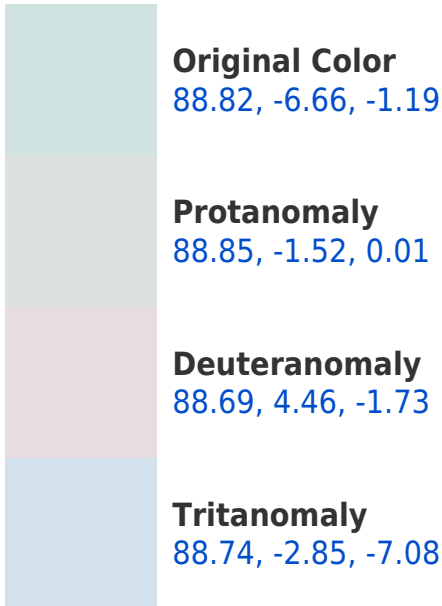 Original Color
88.82, -6.66, -1.19
Protanomaly
88.85, -1.52, 0.01
Deuteranomaly
88.69, 4.46, -1.73
Tritanomaly
88.74, -2.85, -7.08